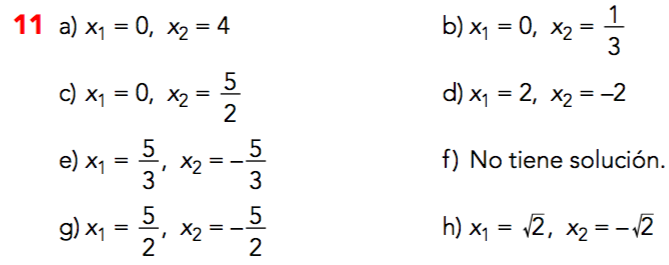 11 a) x₁ = 0, x₂ = 4 b) x₁ = 0, x₂ = 1/3
c) x₁ = 0, x₂ = 5/2 d) x₁ = 2, x₂ = –2
e) x₁ = 5/3, x₂ = –5/3 f) No tiene solución.
g) x₁ = 5/2, x₂ = –5/2 h) x₁ = √2, x₂ = –√2